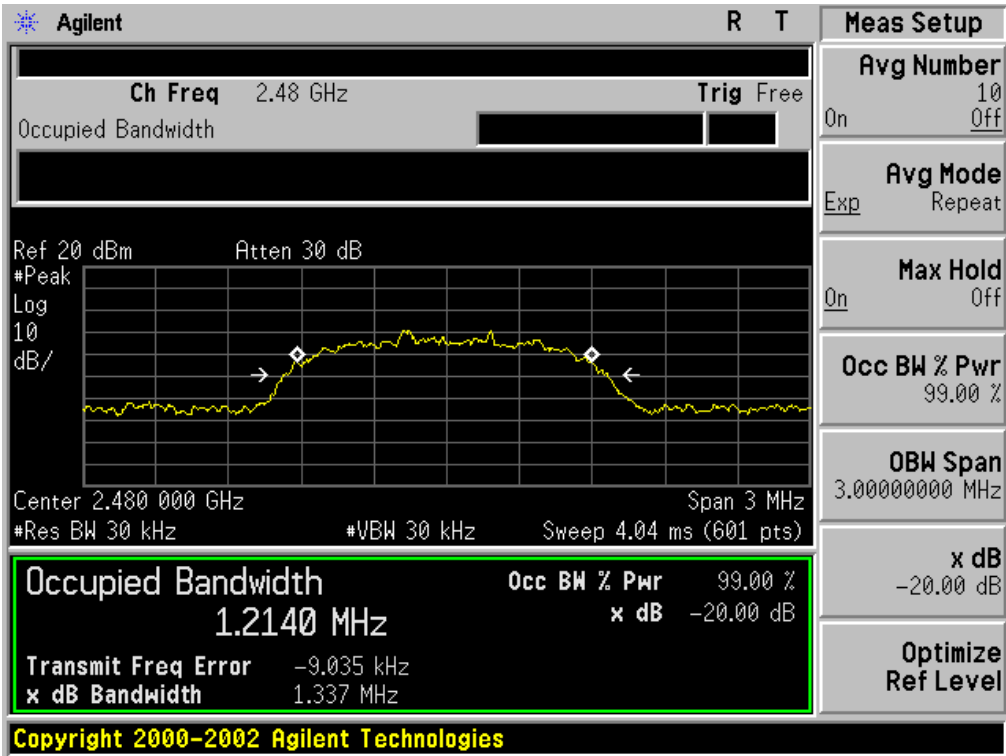 Agilent R T
Ch Freq 2.48 GHz Trig Free
Occupied Bandwidth
Ref 20 dBm Atten 30 dB
#Peak
Log
10
dB/
Center 2.480 000 GHz Span 3 MHz
#Res BW 30 kHz #VBW 30 kHz Sweep 4.04 ms (601 pts)
Occupied Bandwidth Occ BW % Pwr 99.00 %
1.2140 MHz x dB -20.00 dB
Transmit Freq Error -9.035 kHz
x dB Bandwidth 1.337 MHz
Copyright 2000-2002 Agilent Technologies
Meas Setup
Avg Number
10
On Off
Avg Mode
Exp Repeat
Max Hold
On Off
Occ BW % Pwr
99.00 %
OBW Span
3.00000000 MHz
x dB
-20.00 dB
Optimize
Ref Level